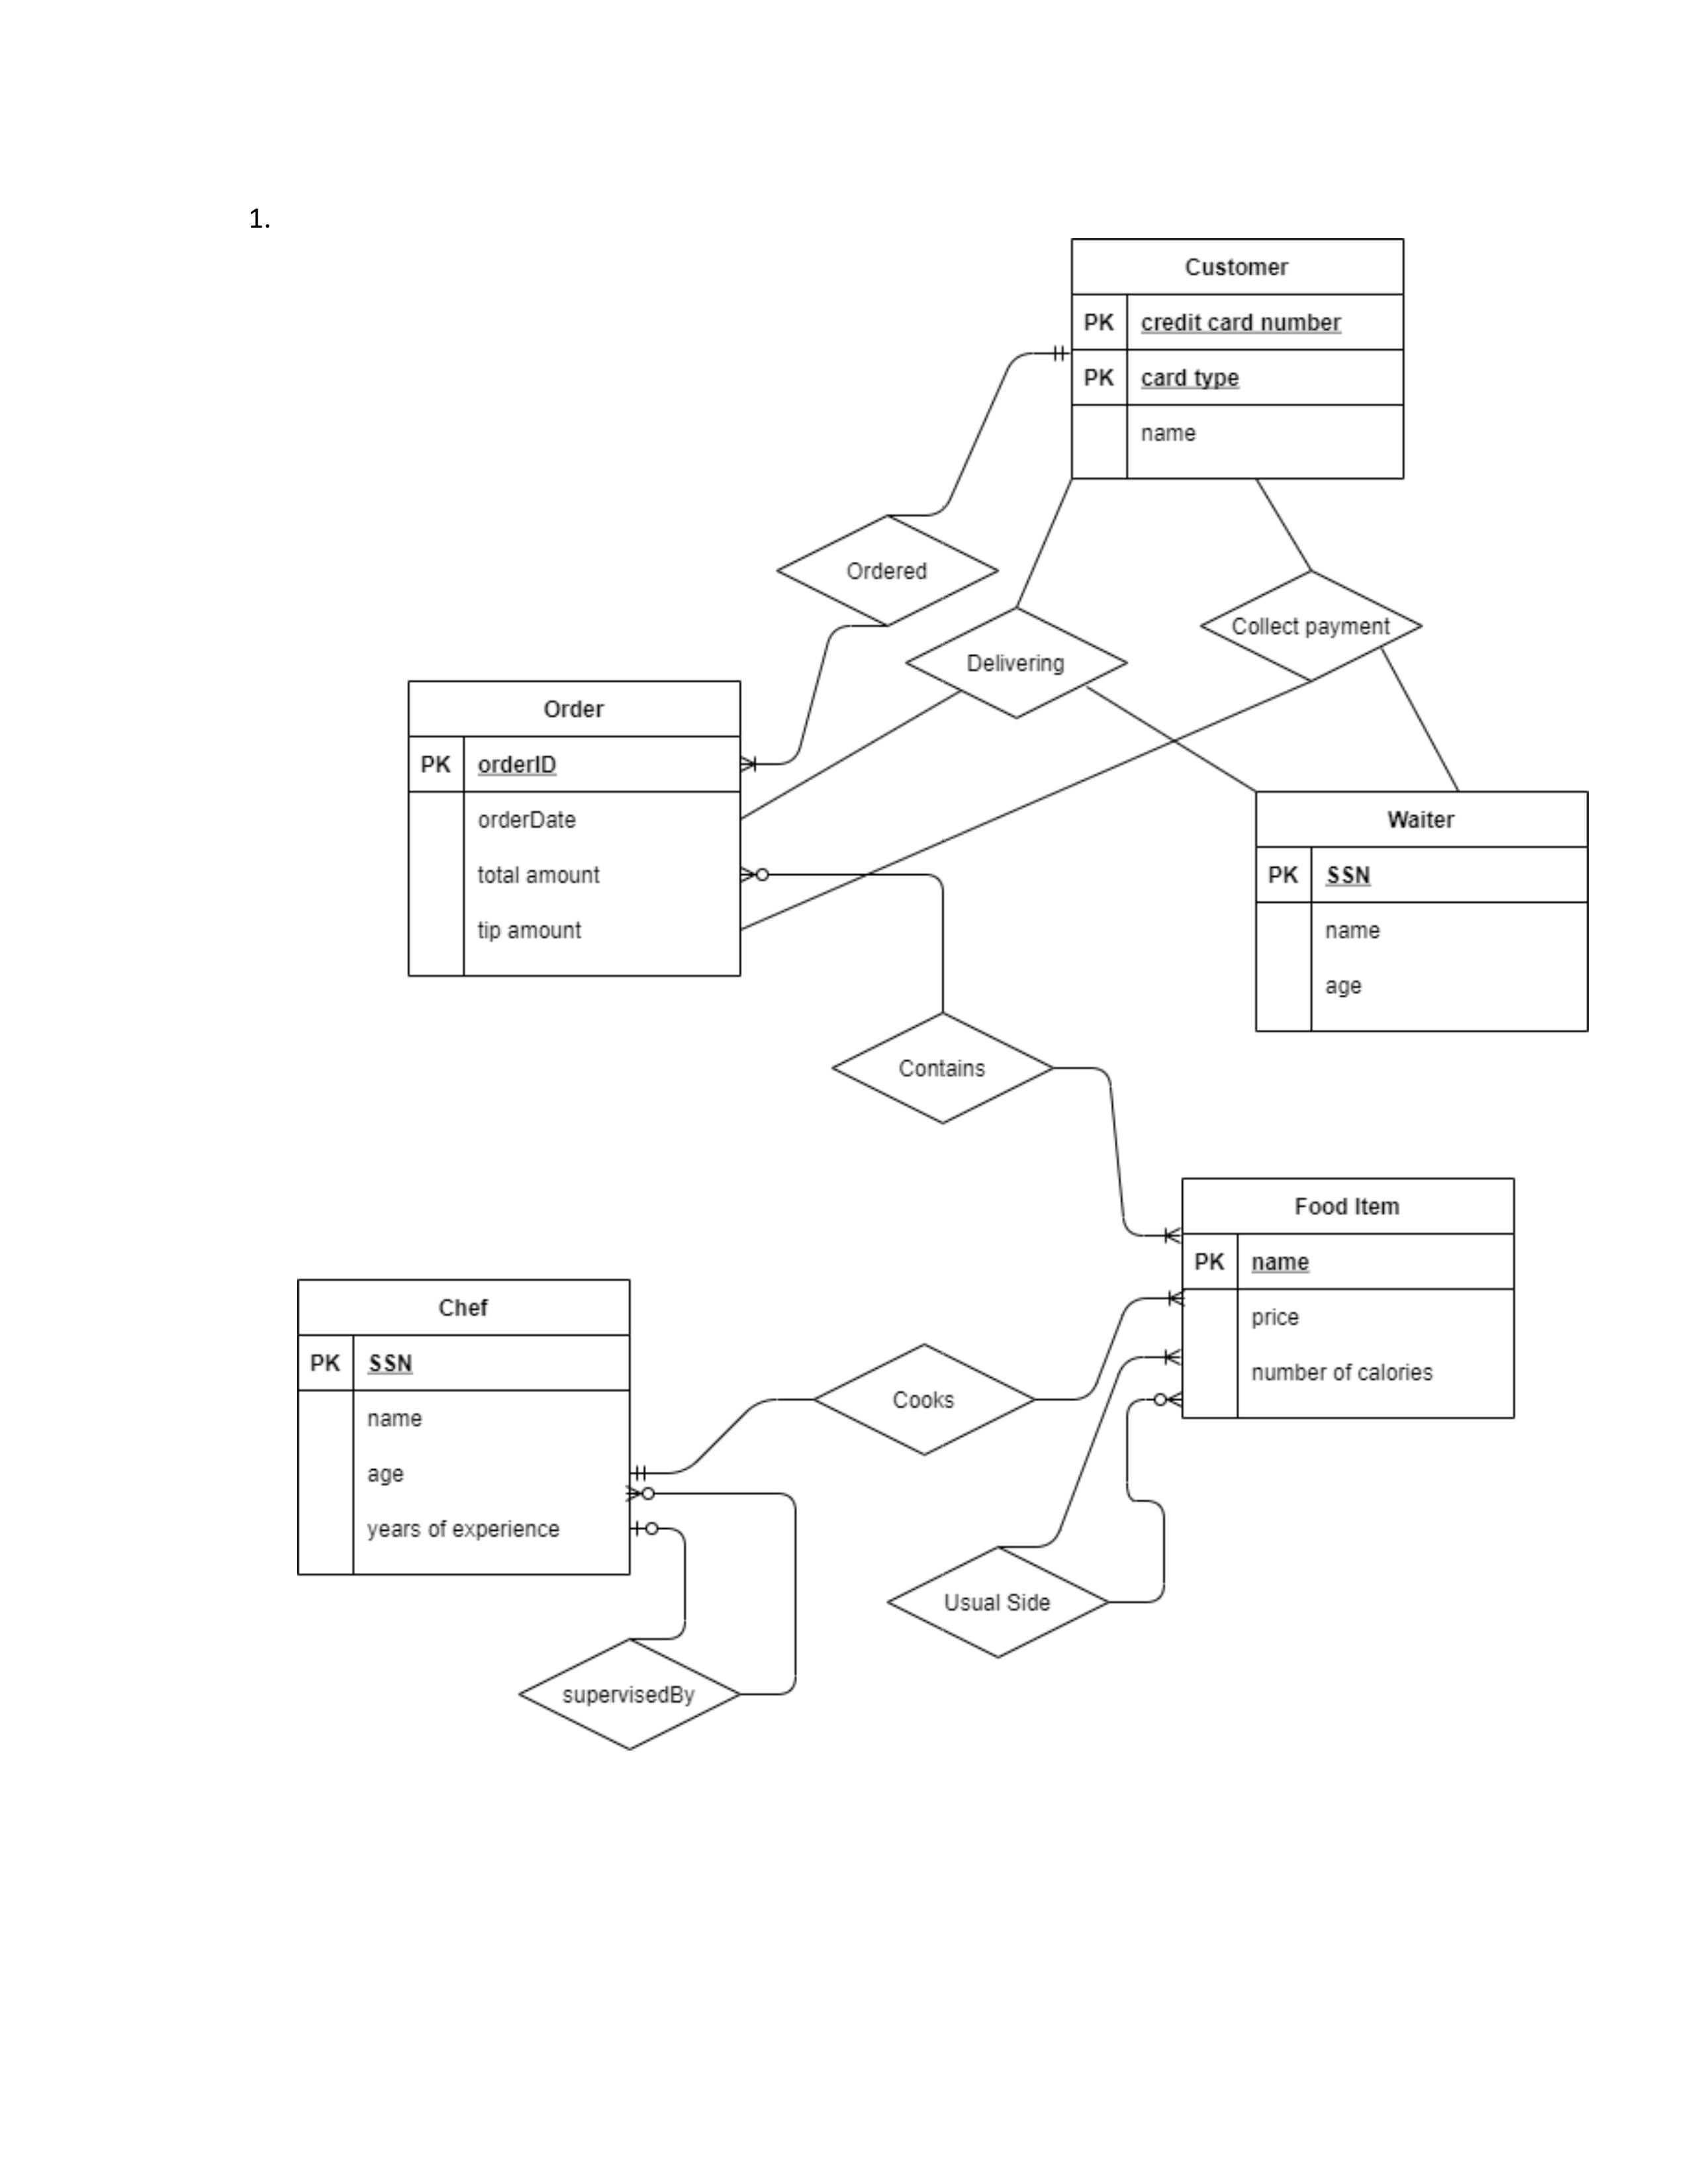 1.
Customer
PK credit card number
PK card type
name
Ordered
Delivering
Collect payment
Order
PK orderID
orderDate
total amount
tip amount
Waiter
PK SSN
name
age
Contains
Food Item
PK name
price
number of calories
Chef
PK SSN
name
age
years of experience
Cooks
Usual Side
supervisedBy